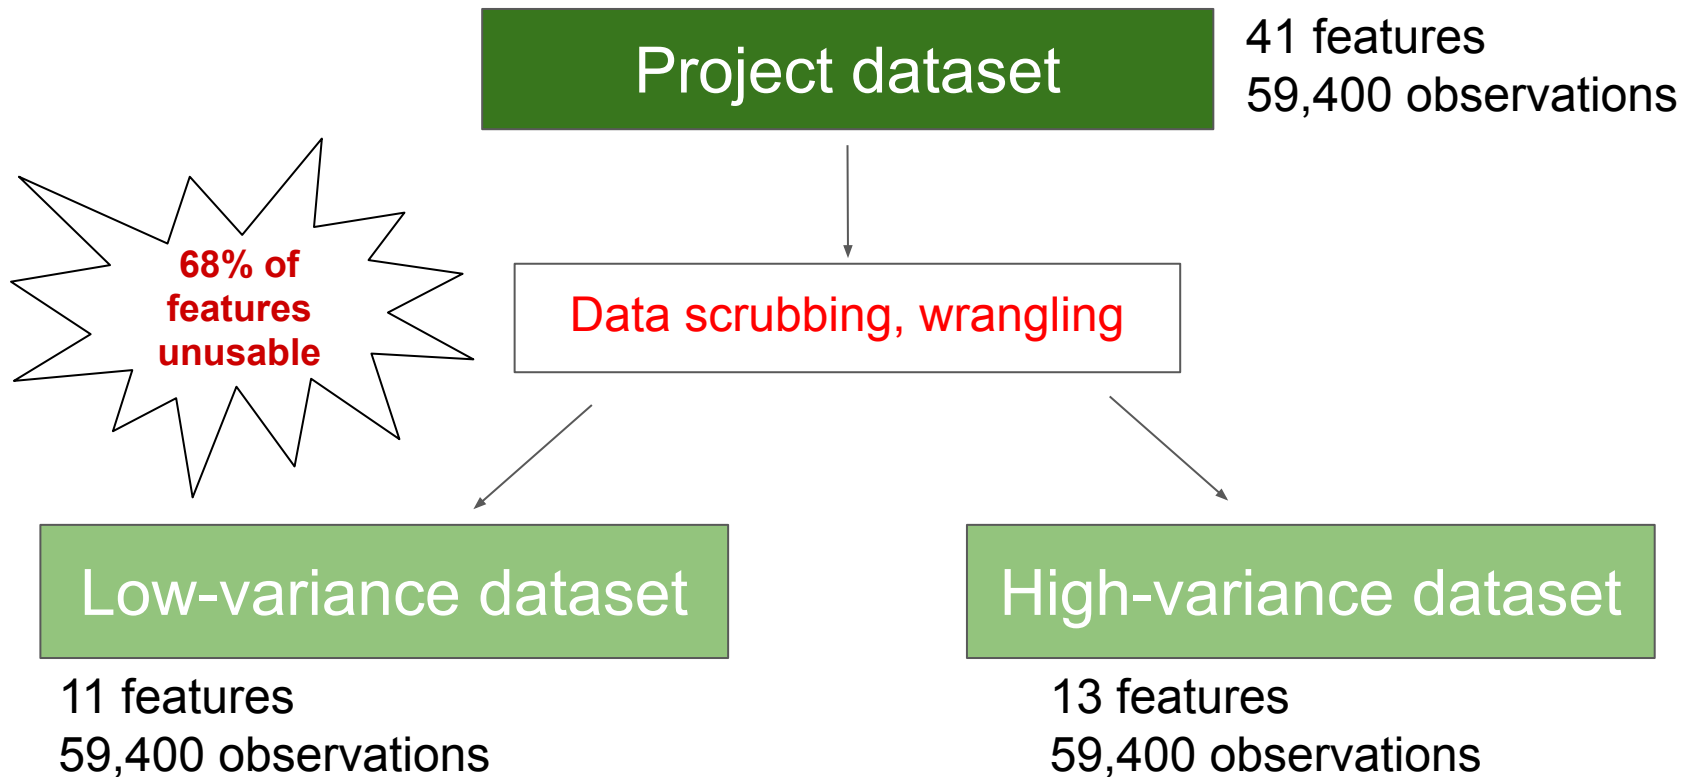 Project dataset
41 features
59,400 observations
68% of
features
unusable
Data scrubbing, wrangling
Low-variance dataset
11 features
59,400 observations
High-variance dataset
13 features
59,400 observations